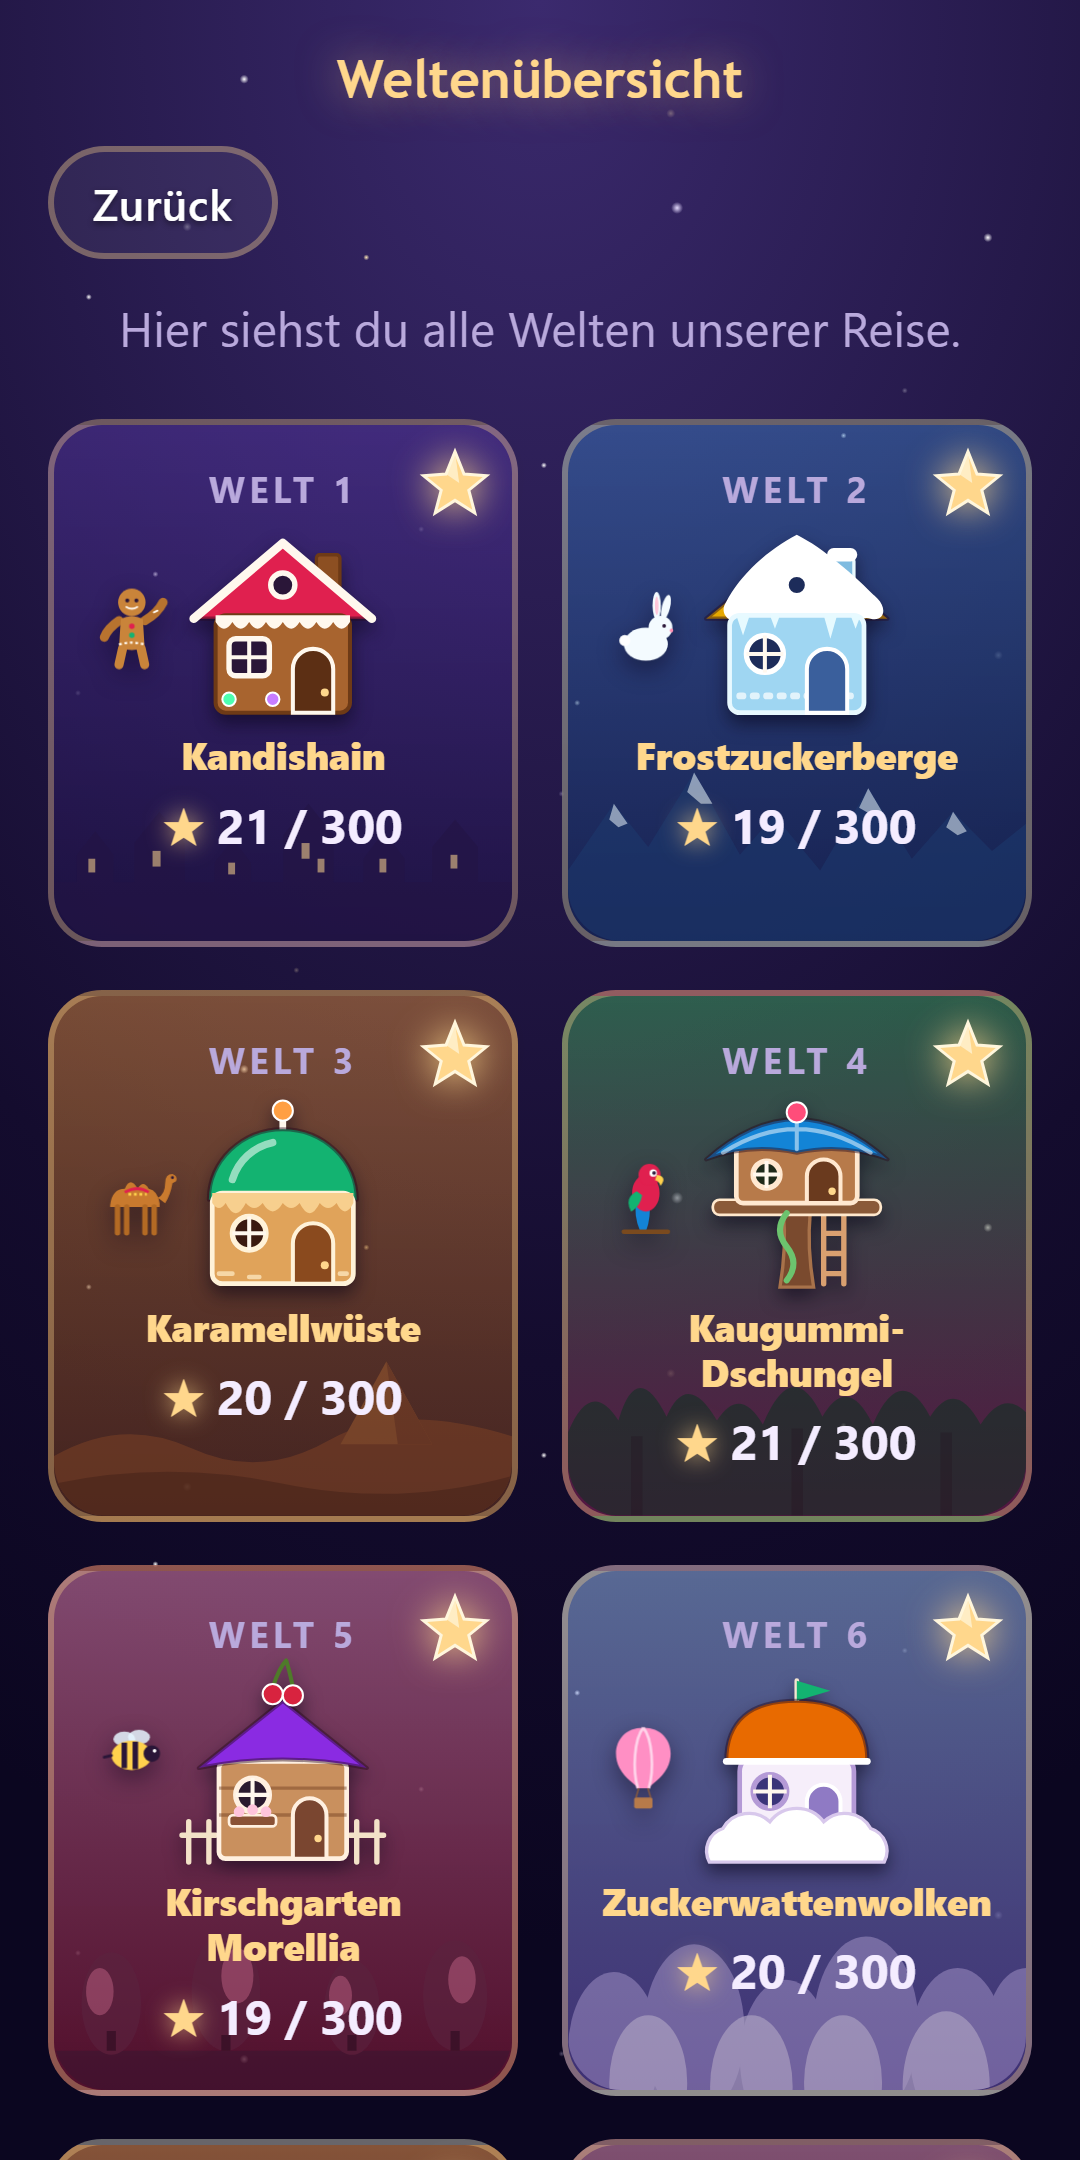 Weltenübersicht
Zurück
Hier siehst du alle Welten unserer Reise.
WELT 1
Kandishain
21 / 300
WELT 2
Frostzuckerberge
19 / 300
WELT 3
Karamellwüste
20 / 300
WELT 4
Kaugummi-
Dschungel
21 / 300
WELT 5
Kirschgarten
Morellia
19 / 300
WELT 6
Zuckerwattenwolken
20 / 300